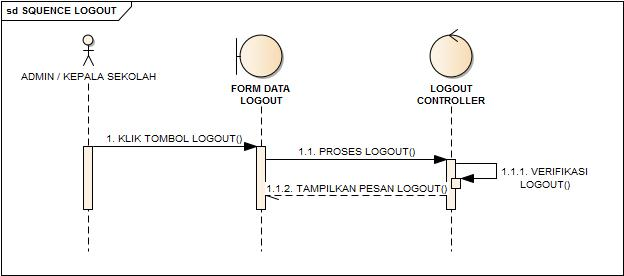 sd SQUENCE LOGOUT
ADMIN / KEPALA SEKOLAH
FORM DATA
LOGOUT
LOGOUT
CONTROLLER
1. KLIK TOMBOL LOGOUT()
1.1. PROSES LOGOUT()
1.1.1. VERIFIKASI
LOGOUT()
1.1.2. TAMPILKAN PESAN LOGOUT()